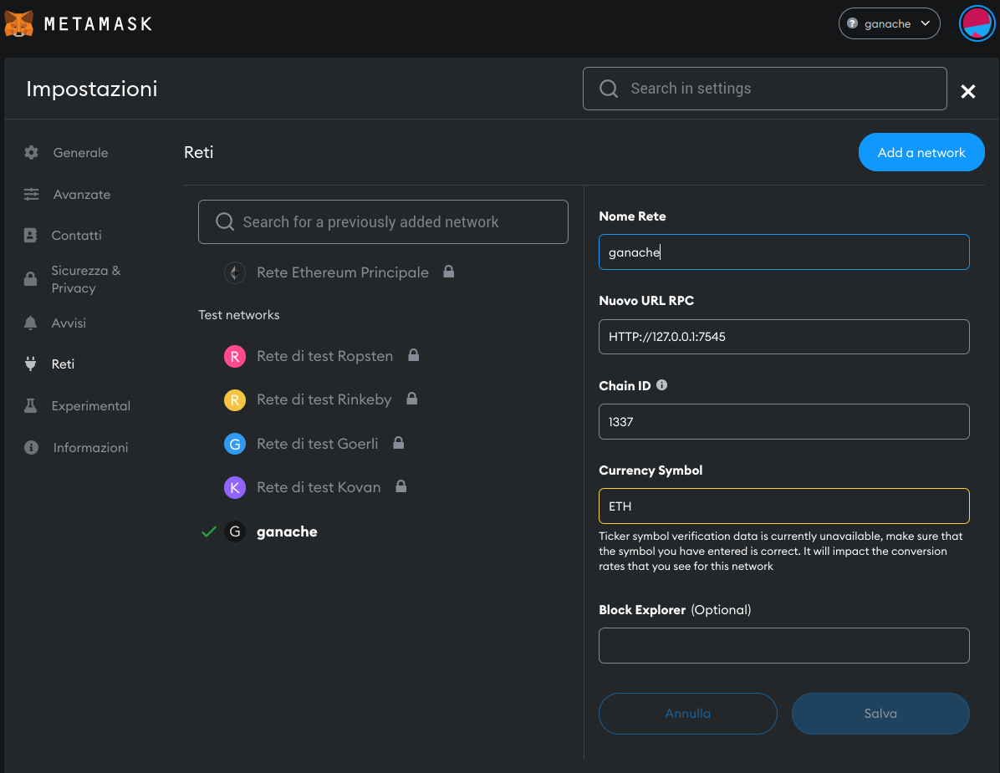 METAMASK
ganache
Impostazioni
Search in settings
Generale
Avanzate
Contatti
Sicurezza &
Privacy
Avvisi
Reti
Experimental
Informazioni
Reti
Add a network
Search for a previously added network
Rete Ethereum Principale
Test networks
R Rete di test Ropsten
R Rete di test Rinkeby
G Rete di test Goerli
K Rete di test Kovan
G ganache
Nome Rete
ganache
Nuovo URL RPC
HTTP://127.0.0.1:7545
Chain ID
1337
Currency Symbol
ETH
Ticker symbol verification data is currently unavailable, make sure that
the symbol you have entered is correct. It will impact the conversion
rates that you see for this network
Block Explorer (Optional)
Annulla
Salva